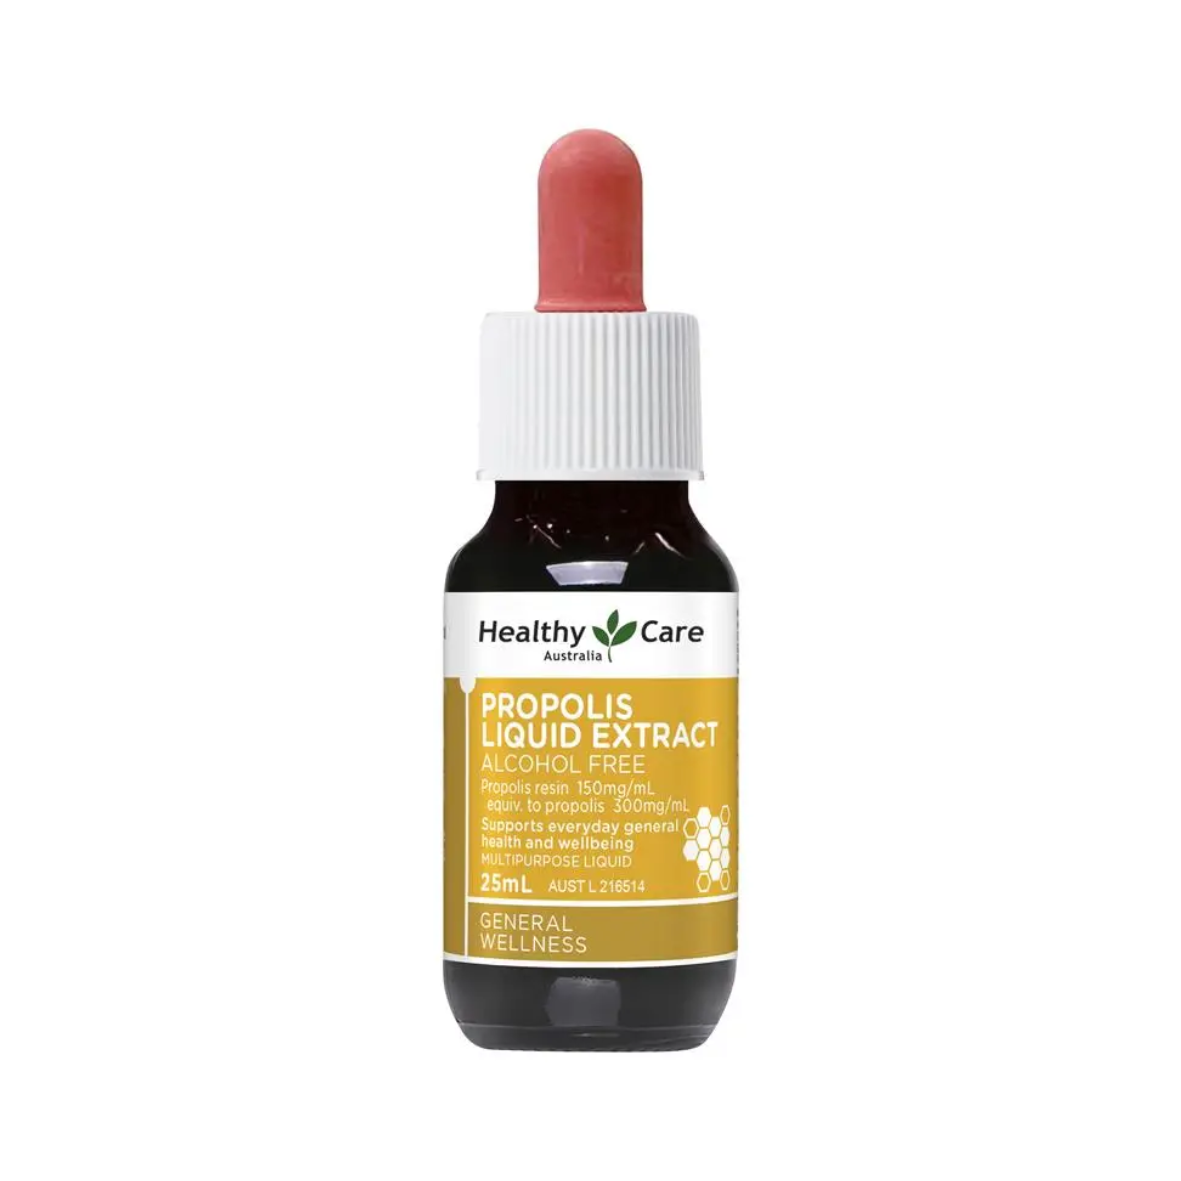 Healthy Care
Australia
PROPOLIS
LIQUID EXTRACT
ALCOHOL FREE
Propolis resin 150mg/mL
equiv. to propolis 300mg/mL
Supports everyday general
health and wellbeing
MULTIPURPOSE LIQUID
25mL AUST L 216514
GENERAL
WELLNESS